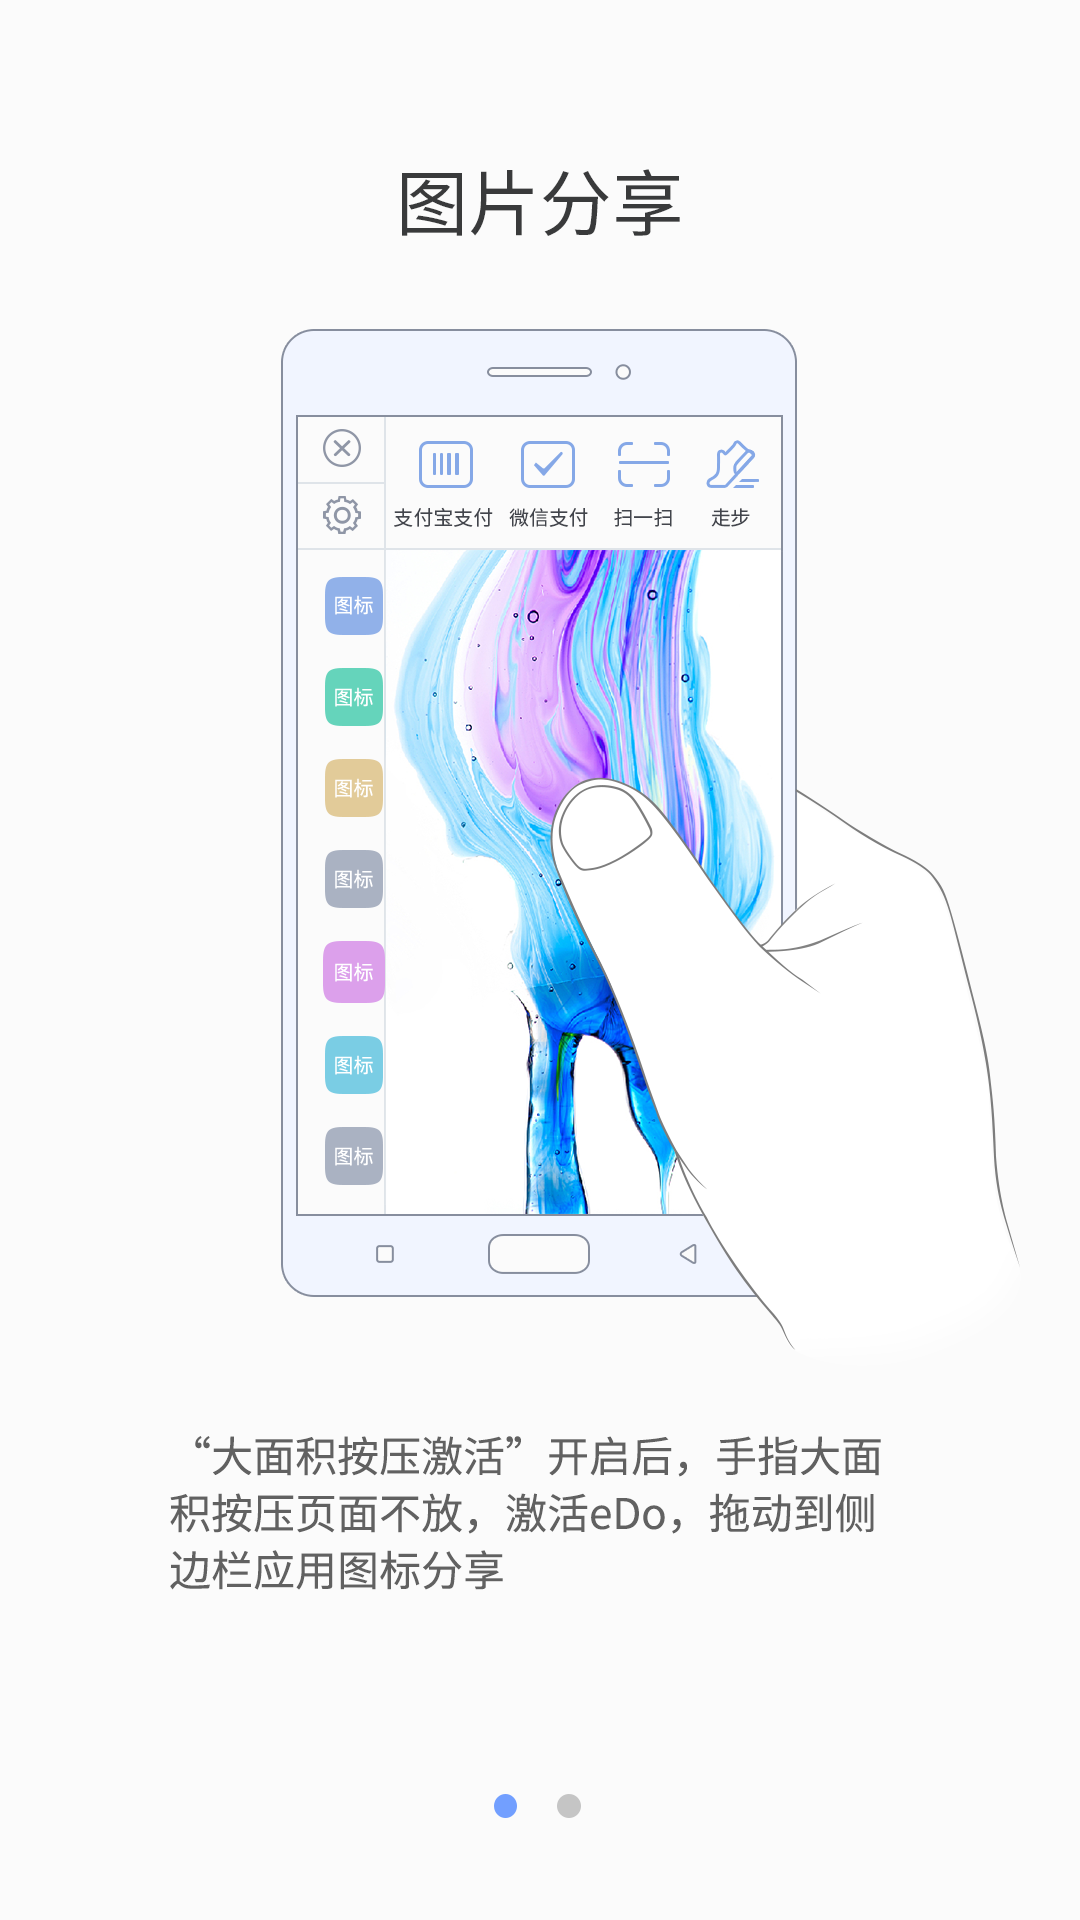 图片分享
支付宝支付 微信支付 扫一扫 走步
图标
图标
图标
图标
图标
图标
图标
“大面积按压激活”开启后，手指大面
积按压页面不放，激活eDo，拖动到侧
边栏应用图标分享